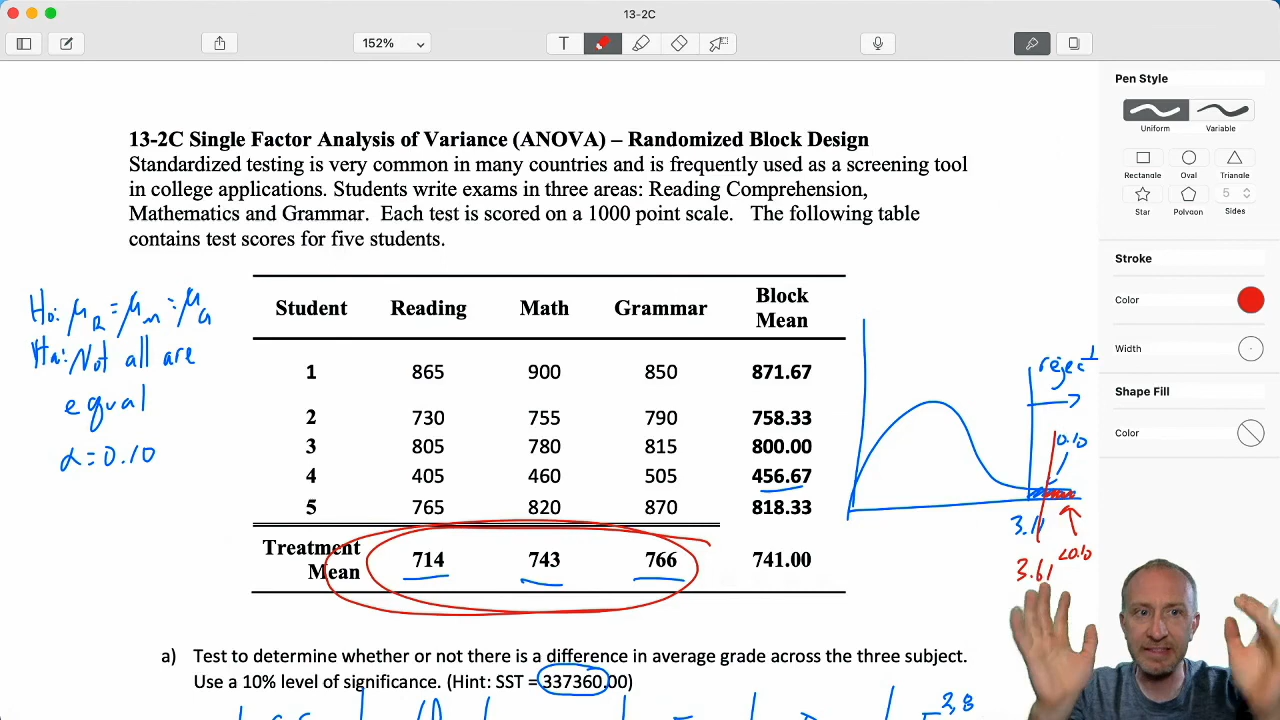 13-2C
152%
T
Pen Style
Uniform Variable
Rectangle Oval Triangle
Star Polygon Sides
5
Stroke
Color
Width
Shape Fill
Color
13-2C Single Factor Analysis of Variance (ANOVA) – Randomized Block Design
Standardized testing is very common in many countries and is frequently used as a screening tool
in college applications. Students write exams in three areas: Reading Comprehension,
Mathematics and Grammar. Each test is scored on a 1000 point scale. The following table
contains test scores for five students.
H₀: μ_R = μ_m = μ_G
Ha: Not all are
equal
α = 0.10
Student Reading Math Grammar Block Mean
1 865 900 850 871.67
2 730 755 790 758.33
3 805 780 815 800.00
4 405 460 505 456.67
5 765 820 870 818.33
Treatment Mean 714 743 766 741.00
reject
0.10
3.11
<0.10
3.61
a) Test to determine whether or not there is a difference in average grade across the three subject.
Use a 10% level of significance. (Hint: SST = 337360.00)
2,8